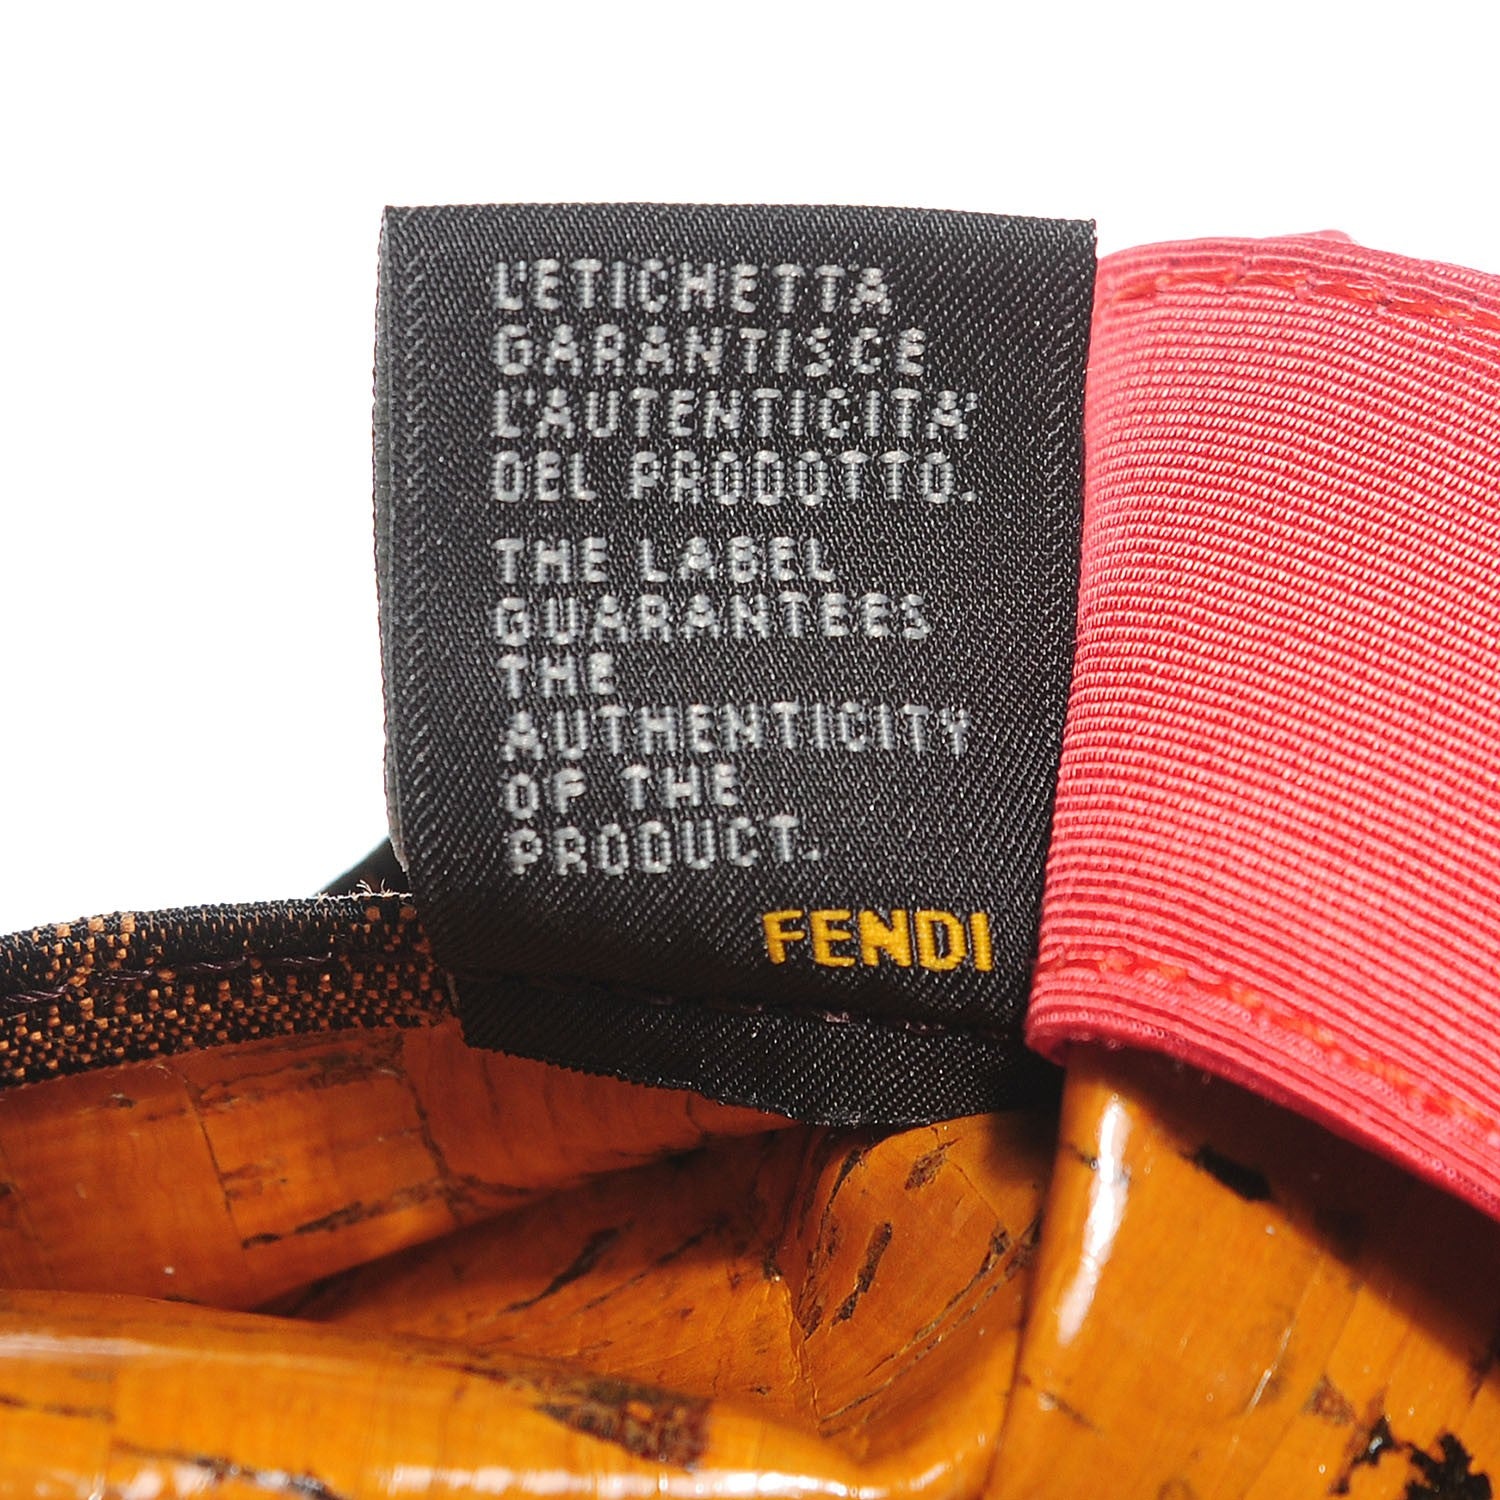 L'ETICHETTA
GARANTISCE
L'AUTENTICITA'
DEL PRODOTTO.
THE LABEL
GUARANTEES
THE
AUTHENTICITY
OF THE
PRODUCT.
FENDI